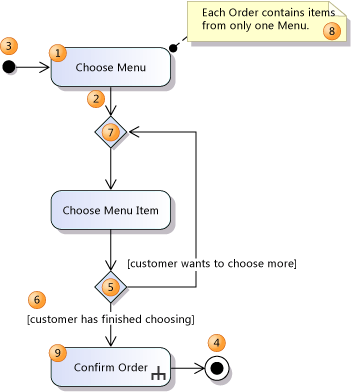 Each Order contains items
from only one Menu.
8
3
1
Choose Menu
2
7
Choose Menu Item
[customer wants to choose more]
5
6
[customer has finished choosing]
4
9
Confirm Order